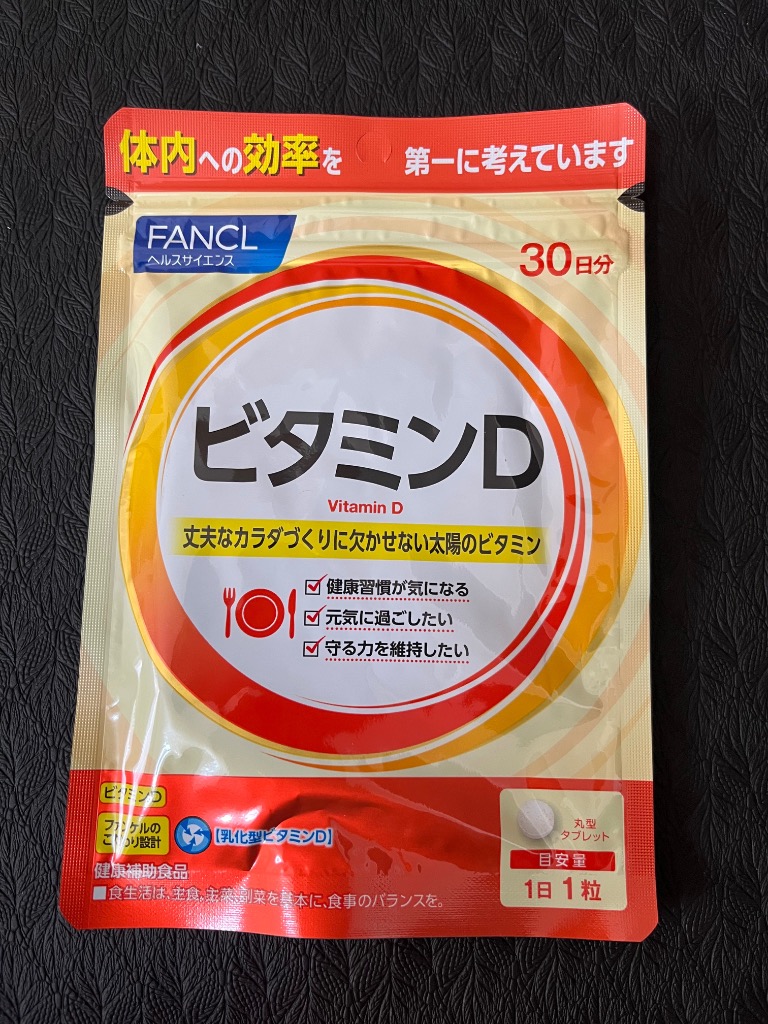 体内への効率を 第一に考えています
FANCL
ヘルスサイエンス
30日分
ビタミンD
Vitamin D
丈夫なカラダづくりに欠かせない太陽のビタミン
健康習慣が気になる
元気に過ごしたい
守る力を維持したい
ビタミンD
ファンケルの
こだわり設計
【乳化型ビタミンD】
健康補助食品
■食生活は、主食、主菜、副菜を基本に、食事のバランスを。
丸型
タブレット
目安量
1日 1粒